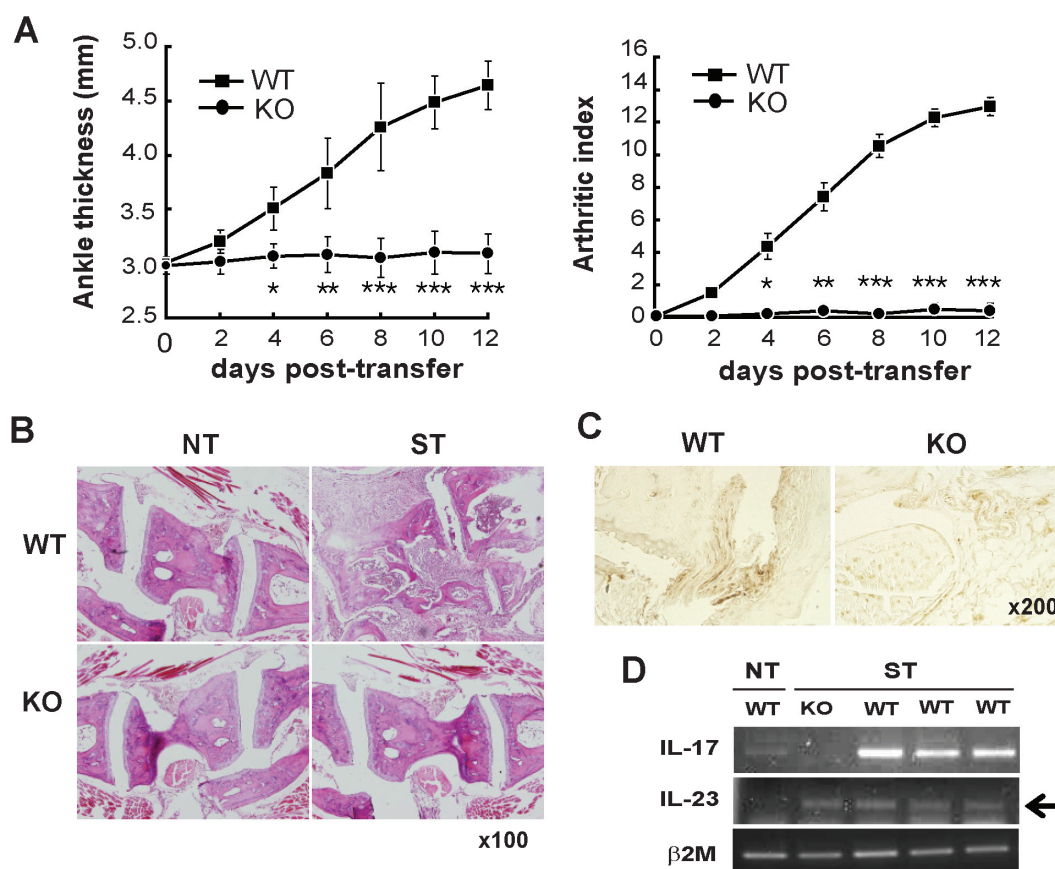 A
Ankle thickness (mm)
5.0
4.5
4.0
3.5
3.0
2.5
WT
KO
* ** *** *** ***
0 2 4 6 8 10 12
days post-transfer
Arthritic index
16
14
12
10
8
6
4
2
0
WT
KO
* ** *** *** ***
0 2 4 6 8 10 12
days post-transfer
B
NT ST
WT
KO
x100
C
WT KO
x200
D
NT ST
WT KO WT WT WT
IL-17
IL-23
β2M